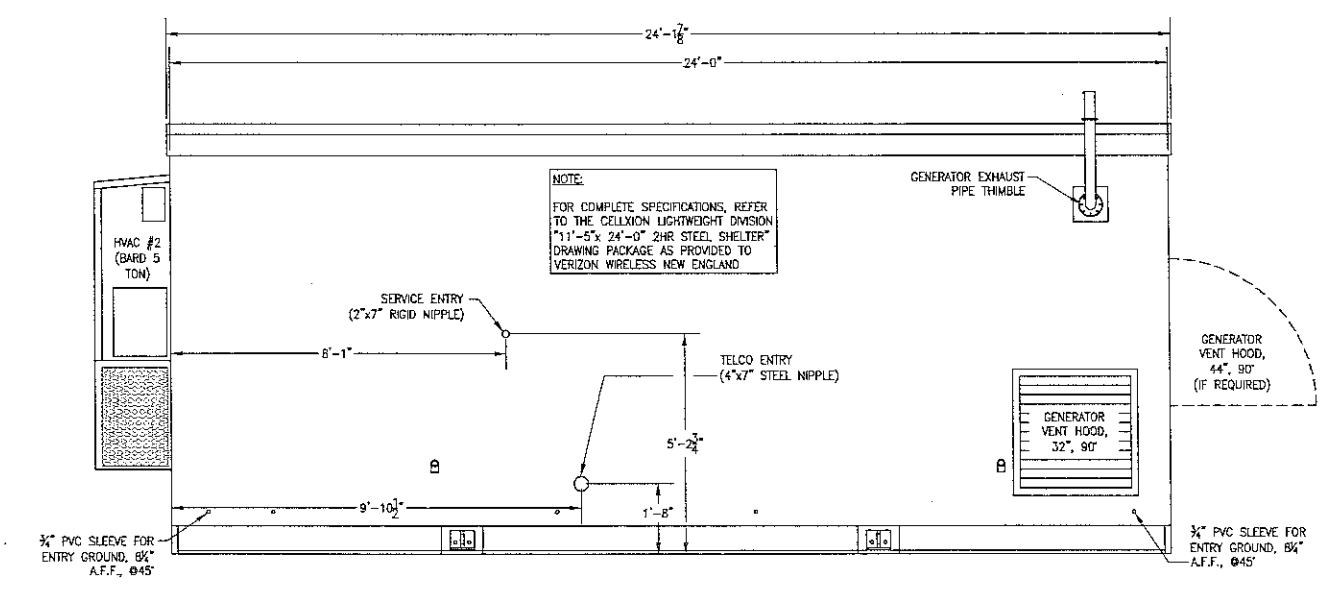 24'-1⅞"
24'-0"
NOTE:
FOR COMPLETE SPECIFICATIONS, REFER
TO THE CELLXION LIGHTWEIGHT DIVISION
"11'-5"x 24'-0" 2HR STEEL SHELTER"
DRAWING PACKAGE AS PROVIDED TO
VERIZON WIRELESS NEW ENGLAND
GENERATOR EXHAUST
PIPE THIMBLE
HVAC #2
(BARD 5
TON)
SERVICE ENTRY
(2"x7" RIGID NIPPLE)
8'-1"
TELCO ENTRY
(4"x7" STEEL NIPPLE)
GENERATOR
VENT HOOD,
44", 90°
(IF REQUIRED)
GENERATOR
VENT HOOD,
32", 90°
5'-2¾"
9'-10½"
1'-8"
¾" PVC SLEEVE FOR
ENTRY GROUND, 8¼"
A.F.F., @45°
¾" PVC SLEEVE FOR
ENTRY GROUND, 8¼"
A.F.F., @45°